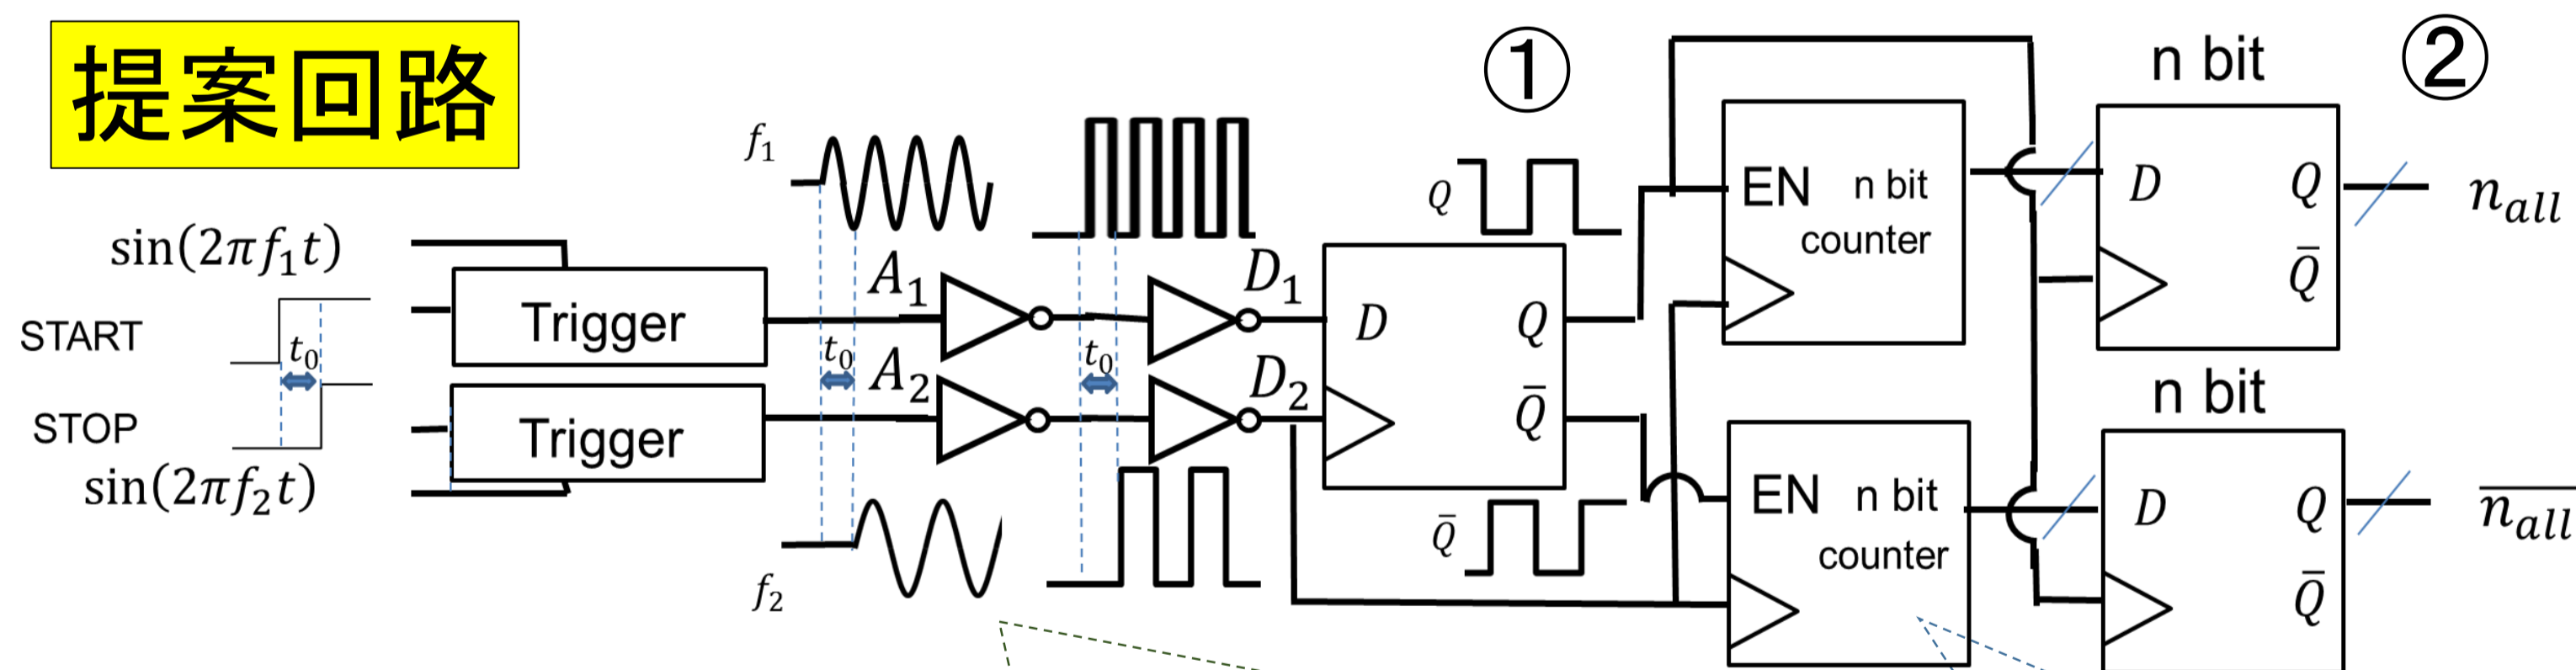 提案回路
①
②
n bit
f₁
sin(2πf₁t)
START
t₀
STOP
sin(2πf₂t)
Trigger
Trigger
t₀
A₁
A₂
t₀
f₂
D₁
D₂
D
Q
Q̅
Q
Q̅
EN n bit
counter
D
Q
Q̅
n_all
EN n bit
counter
n bit
D
Q
Q̅
n̅_̅a̅l̅l̅